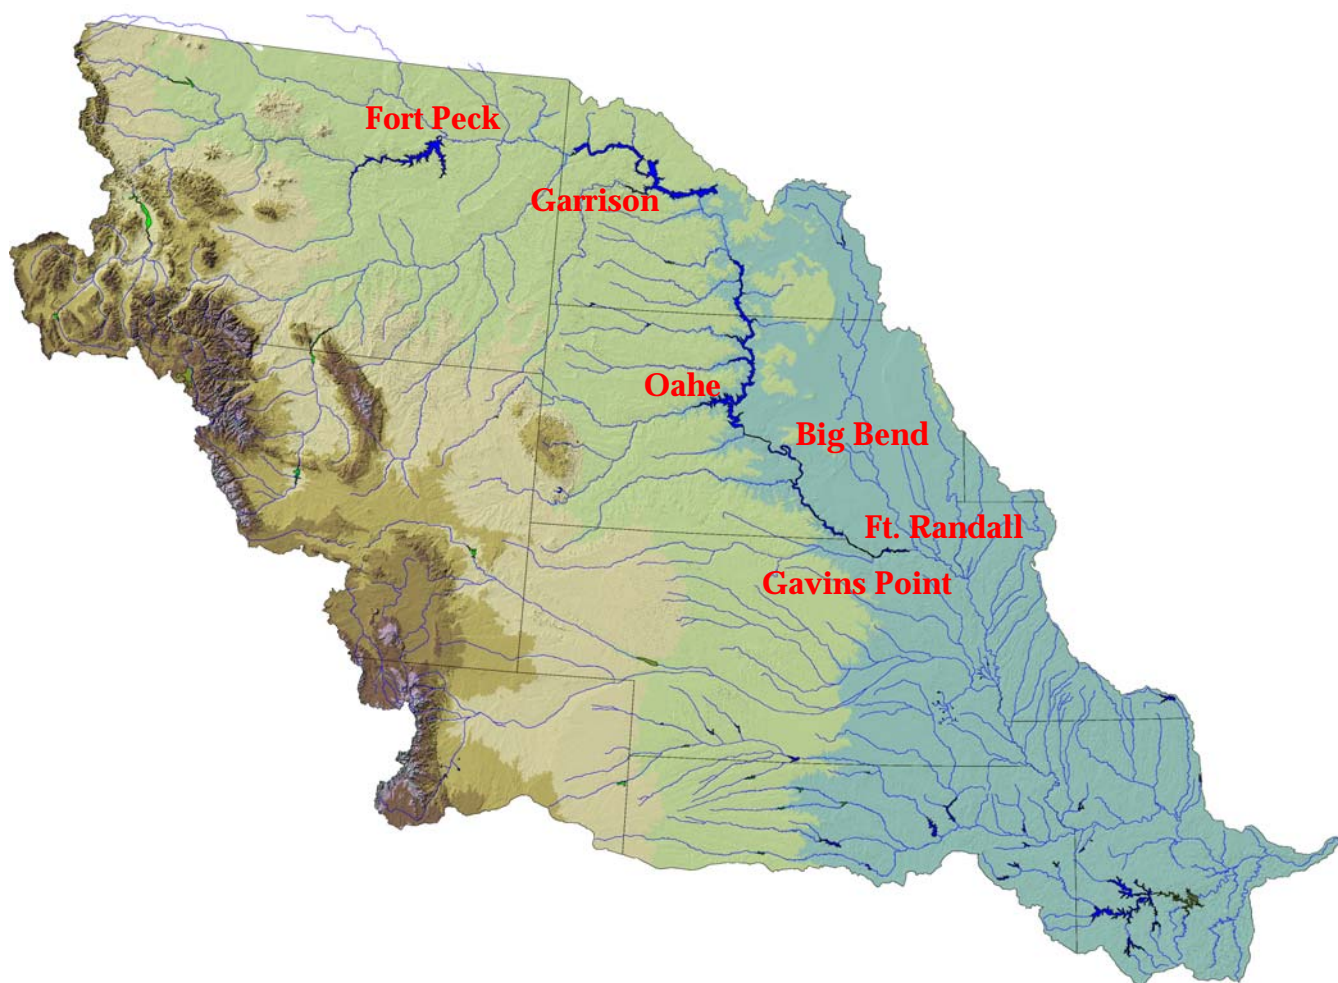 Fort Peck
Garrison
Oahe
Big Bend
Ft. Randall
Gavins Point